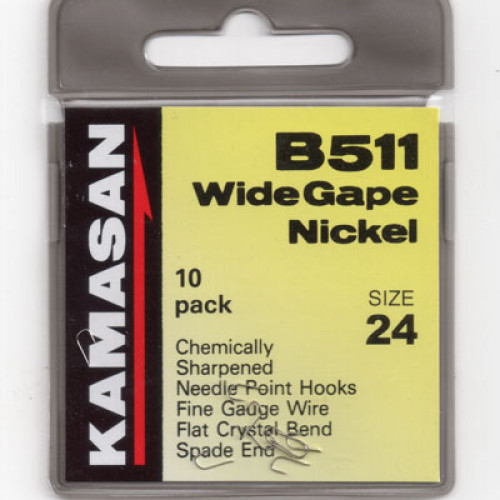 KAMASAN
B511
Wide Gape
Nickel
10
pack
SIZE
24
Chemically
Sharpened
Needle Point Hooks
Fine Gauge Wire
Flat Crystal Bend
Spade End